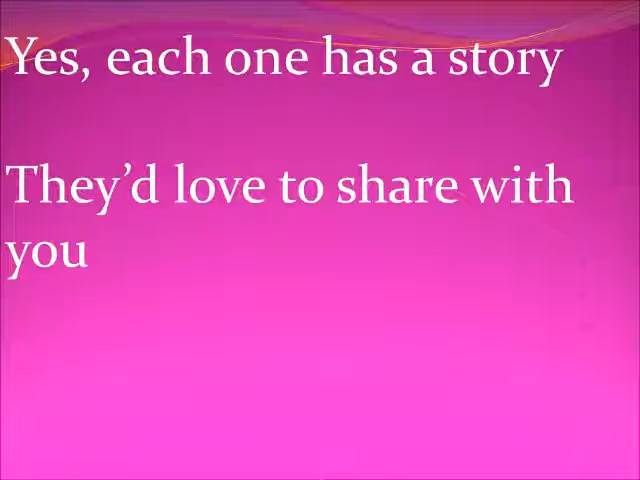 Yes, each one has a story
They’d love to share with
you